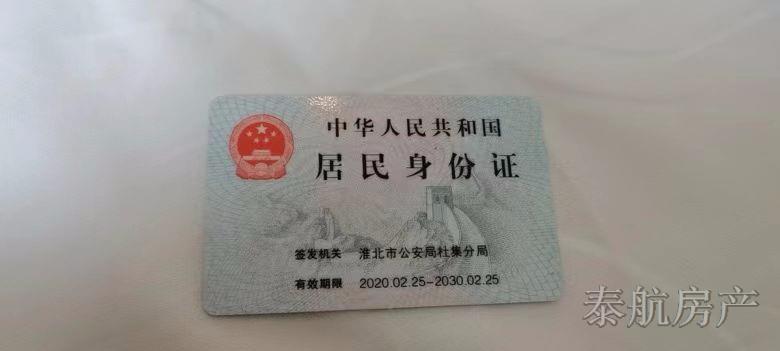 中华人民共和国
居民身份证
签发机关 淮北市公安局杜集分局
有效期限 2020.02.25-2030.02.25
泰航房产